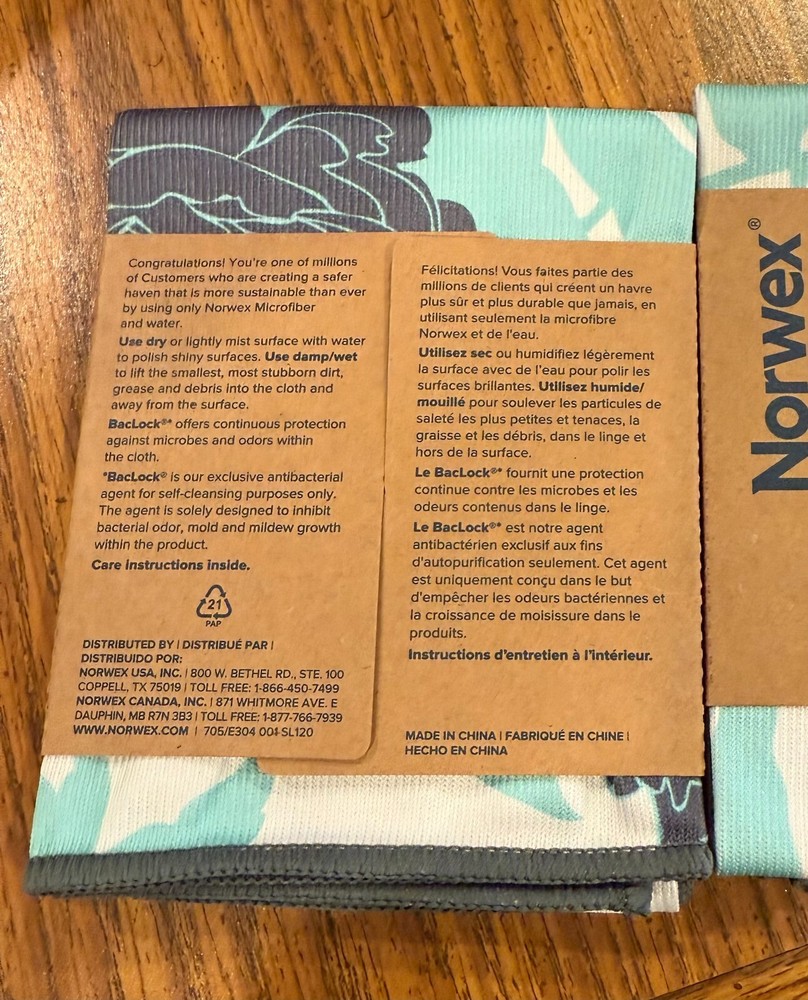 Congratulations! You're one of millions
of Customers who are creating a safer
haven that is more sustainable than ever
by using only Norwex Microfiber
and water.
Use dry or lightly mist surface with water
to polish shiny surfaces. Use damp/wet
to lift the smallest, most stubborn dirt,
grease and debris into the cloth and
away from the surface.
BacLock®* offers continuous protection
against microbes and odors within
the cloth.
*BacLock® is our exclusive antibacterial
agent for self-cleansing purposes only.
The agent is solely designed to inhibit
bacterial odor, mold and mildew growth
within the product.
Care instructions inside.
21
PAP
DISTRIBUTED BY | DISTRIBUÉ PAR |
DISTRIBUIDO POR:
NORWEX USA, INC. | 800 W. BETHEL RD., STE. 100
COPPELL, TX 75019 | TOLL FREE: 1-866-450-7499
NORWEX CANADA, INC. | 871 WHITMORE AVE. E
DAUPHIN, MB R7N 3B3 | TOLL FREE: 1-877-766-7939
WWW.NORWEX.COM | 705/E304 004 SL120
Félicitations! Vous faites partie des
millions de clients qui créent un havre
plus sûr et plus durable que jamais, en
utilisant seulement la microfibre
Norwex et de l'eau.
Utilisez sec ou humidifiez légèrement
la surface avec de l'eau pour polir les
surfaces brillantes. Utilisez humide/
mouillé pour soulever les particules de
saleté les plus petites et tenaces, la
graisse et les débris, dans le linge et
hors de la surface.
Le BacLock®* fournit une protection
continue contre les microbes et les
odeurs contenus dans le linge.
Le BacLock®* est notre agent
antibactérien exclusif aux fins
d'autopurification seulement. Cet agent
est uniquement conçu dans le but
d'empêcher les odeurs bactériennes et
la croissance de moisissure dans le
produits.
Instructions d'entretien à l'intérieur.
MADE IN CHINA | FABRIQUÉ EN CHINE |
HECHO EN CHINA
Norwex®